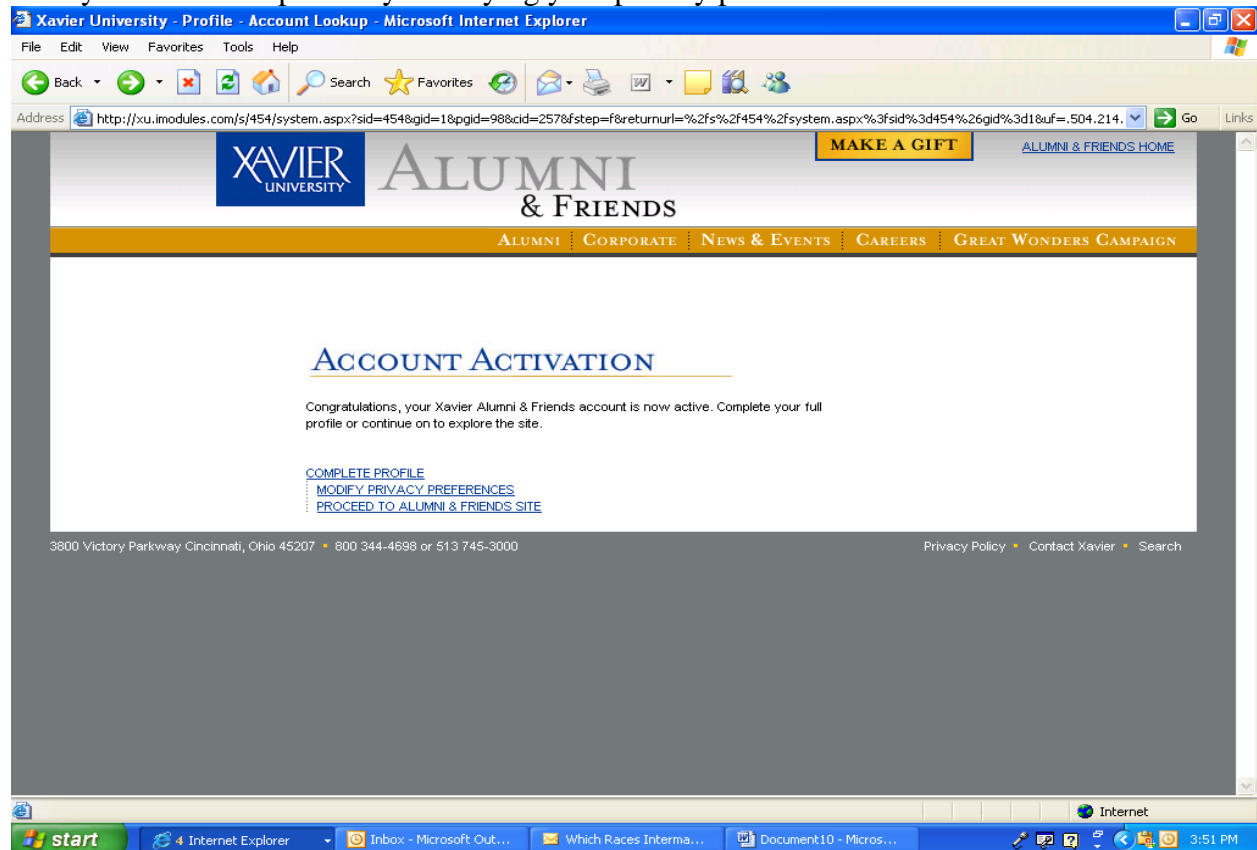 Xavier University - Profile - Account Lookup - Microsoft Internet Explorer
File Edit View Favorites Tools Help
Back Search Favorites
Address http://xu.imodules.com/s/454/system.aspx?sid=454&gid=1&pgid=98&cid=257&fstep=f&returnurl=%2fs%2f454%2fsystem.aspx%3fsid%3d454%26gid%3d1&uf=.504.214. Go Links
MAKE A GIFT ALUMNI & FRIENDS HOME
XAVIER UNIVERSITY
ALUMNI
& FRIENDS
ALUMNI CORPORATE NEWS & EVENTS CAREERS GREAT WONDERS CAMPAIGN
ACCOUNT ACTIVATION
Congratulations, your Xavier Alumni & Friends account is now active. Complete your full
profile or continue on to explore the site.
COMPLETE PROFILE
MODIFY PRIVACY PREFERENCES
PROCEED TO ALUMNI & FRIENDS SITE
3800 Victory Parkway Cincinnati, Ohio 45207 • 800 344-4698 or 513 745-3000 Privacy Policy • Contact Xavier • Search
Internet
start 4 Internet Explorer Inbox - Microsoft Out... Which Races Interma... Document10 - Micros... 3:51 PM